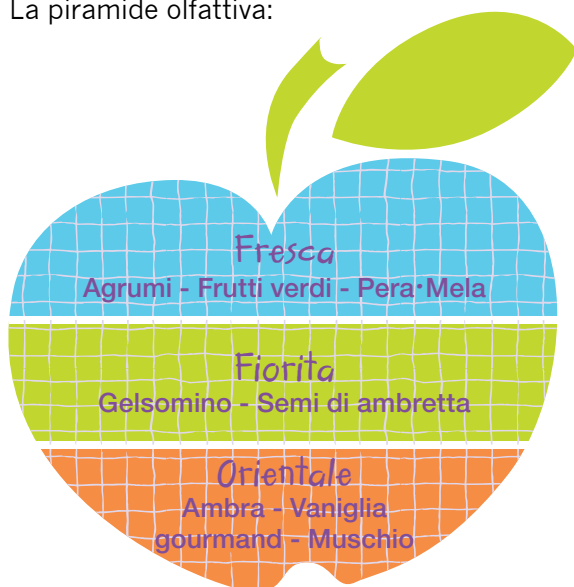 La piramide olfattiva:
Fresca
Agrumi - Frutti verdi - Pera·Mela
Fiorita
Gelsomino - Semi di ambretta
Orientale
Ambra - Vaniglia
gourmand - Muschio